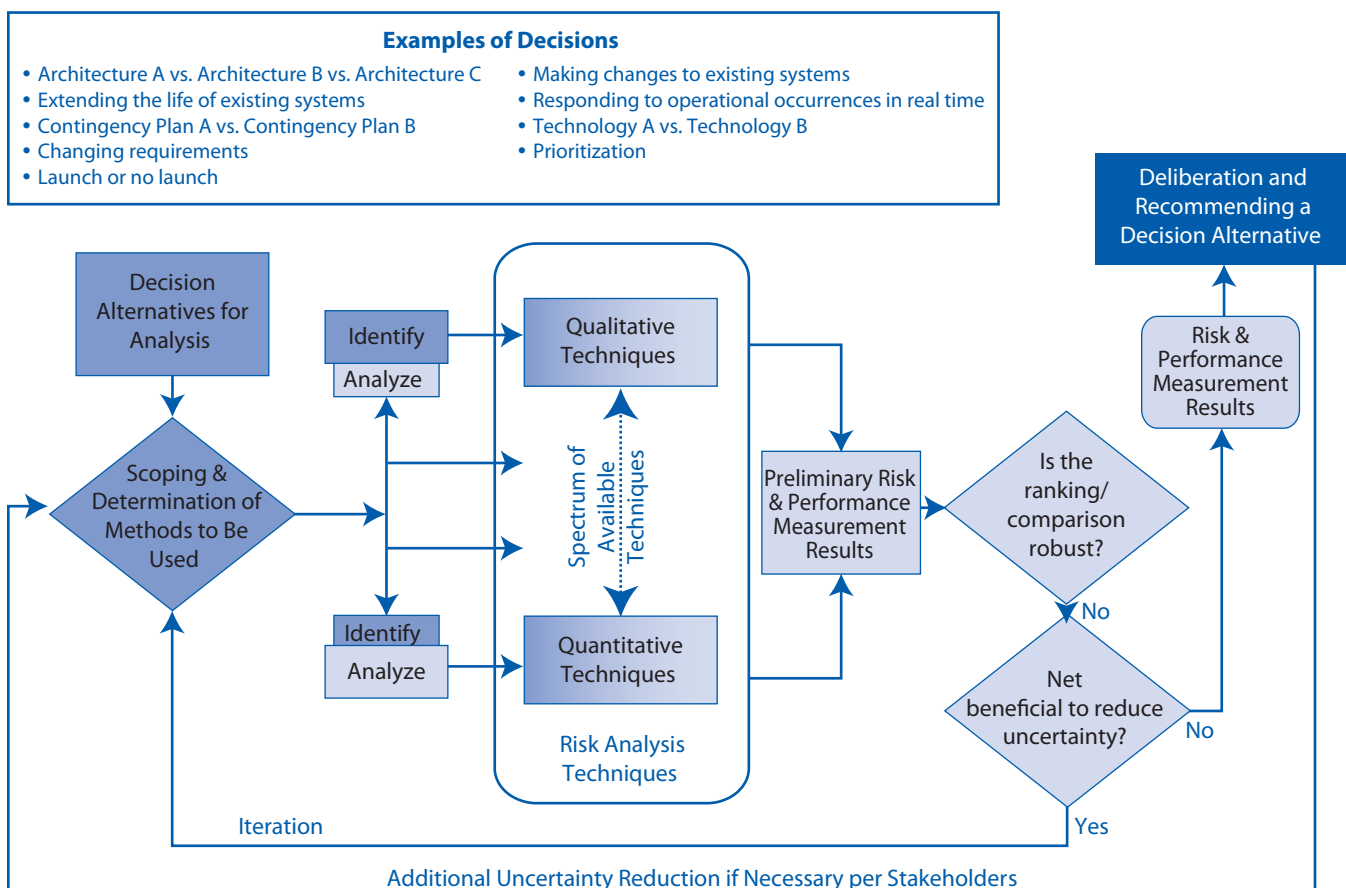 Examples of Decisions
• Architecture A vs. Architecture B vs. Architecture C
• Extending the life of existing systems
• Contingency Plan A vs. Contingency Plan B
• Changing requirements
• Launch or no launch
• Making changes to existing systems
• Responding to operational occurrences in real time
• Technology A vs. Technology B
• Prioritization
Deliberation and
Recommending a
Decision Alternative
Decision
Alternatives for
Analysis
Identify
Analyze
Qualitative
Techniques
Risk &
Performance
Measurement
Results
Scoping &
Determination of
Methods to Be
Used
Spectrum of
Available
Techniques
Preliminary Risk
& Performance
Measurement
Results
Is the
ranking/
comparison
robust?
No
Identify
Analyze
Quantitative
Techniques
Net
beneficial to reduce
uncertainty?
No
Risk Analysis
Techniques
Iteration
Yes
Additional Uncertainty Reduction if Necessary per Stakeholders